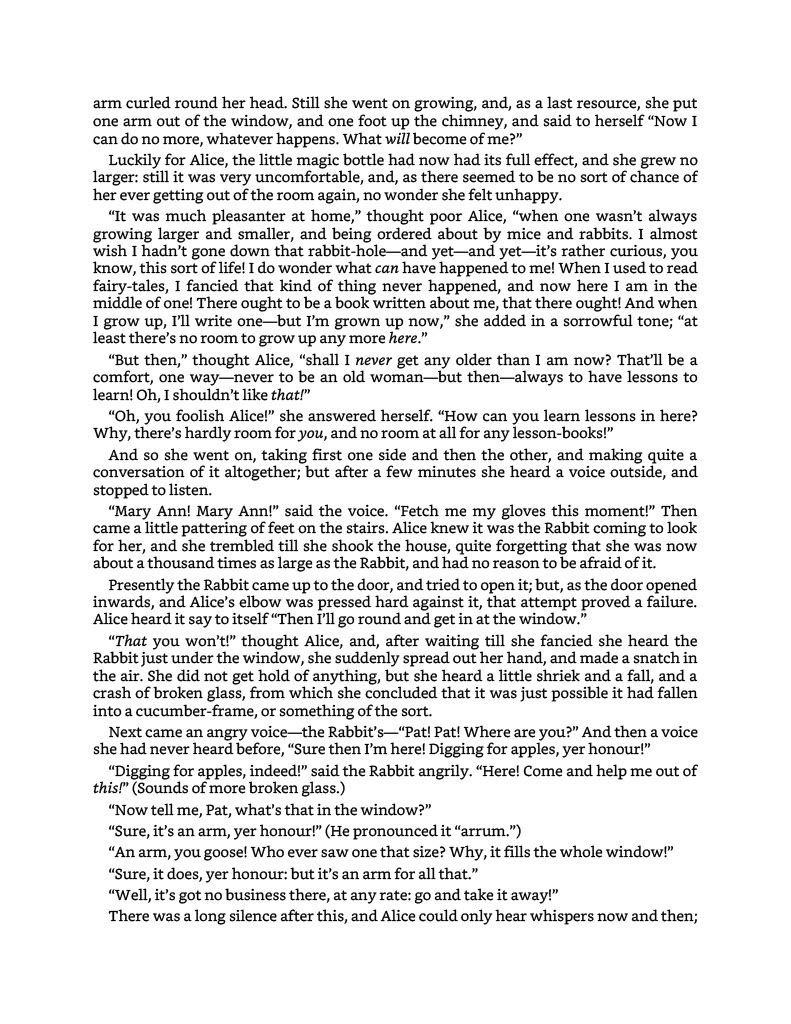 arm curled round her head. Still she went on growing, and, as a last resource, she put
one arm out of the window, and one foot up the chimney, and said to herself “Now I
can do no more, whatever happens. What will become of me?”
Luckily for Alice, the little magic bottle had now had its full effect, and she grew no
larger: still it was very uncomfortable, and, as there seemed to be no sort of chance of
her ever getting out of the room again, no wonder she felt unhappy.
“It was much pleasanter at home,” thought poor Alice, “when one wasn’t always
growing larger and smaller, and being ordered about by mice and rabbits. I almost
wish I hadn’t gone down that rabbit-hole—and yet—and yet—it’s rather curious, you
know, this sort of life! I do wonder what can have happened to me! When I used to read
fairy-tales, I fancied that kind of thing never happened, and now here I am in the
middle of one! There ought to be a book written about me, that there ought! And when
I grow up, I’ll write one—but I’m grown up now,” she added in a sorrowful tone; “at
least there’s no room to grow up any more here.”
“But then,” thought Alice, “shall I never get any older than I am now? That’ll be a
comfort, one way—never to be an old woman—but then—always to have lessons to
learn! Oh, I shouldn’t like that!”
“Oh, you foolish Alice!” she answered herself. “How can you learn lessons in here?
Why, there’s hardly room for you, and no room at all for any lesson-books!”
And so she went on, taking first one side and then the other, and making quite a
conversation of it altogether; but after a few minutes she heard a voice outside, and
stopped to listen.
“Mary Ann! Mary Ann!” said the voice. “Fetch me my gloves this moment!” Then
came a little pattering of feet on the stairs. Alice knew it was the Rabbit coming to look
for her, and she trembled till she shook the house, quite forgetting that she was now
about a thousand times as large as the Rabbit, and had no reason to be afraid of it.
Presently the Rabbit came up to the door, and tried to open it; but, as the door opened
inwards, and Alice’s elbow was pressed hard against it, that attempt proved a failure.
Alice heard it say to itself “Then I’ll go round and get in at the window.”
“That you won’t!” thought Alice, and, after waiting till she fancied she heard the
Rabbit just under the window, she suddenly spread out her hand, and made a snatch in
the air. She did not get hold of anything, but she heard a little shriek and a fall, and a
crash of broken glass, from which she concluded that it was just possible it had fallen
into a cucumber-frame, or something of the sort.
Next came an angry voice—the Rabbit’s—“Pat! Pat! Where are you?” And then a voice
she had never heard before, “Sure then I’m here! Digging for apples, yer honour!”
“Digging for apples, indeed!” said the Rabbit angrily. “Here! Come and help me out of
this!” (Sounds of more broken glass.)
“Now tell me, Pat, what’s that in the window?”
“Sure, it’s an arm, yer honour!” (He pronounced it “arrum.”)
“An arm, you goose! Who ever saw one that size? Why, it fills the whole window!”
“Sure, it does, yer honour: but it’s an arm for all that.”
“Well, it’s got no business there, at any rate: go and take it away!”
There was a long silence after this, and Alice could only hear whispers now and then;